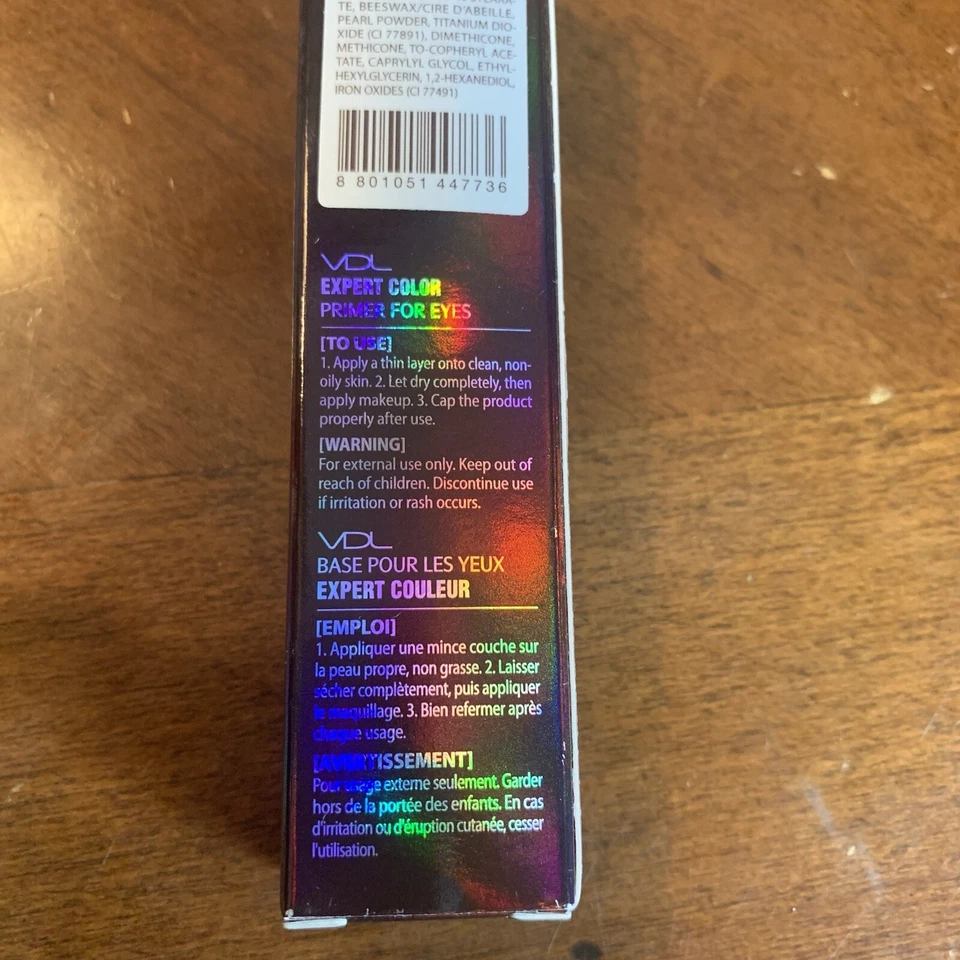 TE, BEESWAX/CIRE D'ABEILLE,
PEARL POWDER, TITANIUM DIO-
XIDE (CI 77891), DIMETHICONE,
METHICONE, TO-COPHERYL ACE-
TATE, CAPRYLYL GLYCOL, ETHYL-
HEXYLGLYCERIN, 1,2-HEXANEDIOL,
IRON OXIDES (CI 77491)
8 801051 447736
VDL
EXPERT COLOR
PRIMER FOR EYES
[TO USE]
1. Apply a thin layer onto clean, non-
oily skin. 2. Let dry completely, then
apply makeup. 3. Cap the product
properly after use.
[WARNING]
For external use only. Keep out of
reach of children. Discontinue use
if irritation or rash occurs.
VDL
BASE POUR LES YEUX
EXPERT COULEUR
[EMPLOI]
1. Appliquer une mince couche sur
la peau propre, non grasse. 2. Laisser
sécher complètement, puis appliquer
le maquillage. 3. Bien refermer après
chaque usage.
[AVERTISSEMENT]
Pour usage externe seulement. Garder
hors de la portée des enfants. En cas
d'irritation ou d'éruption cutanée, cesser
l'utilisation.